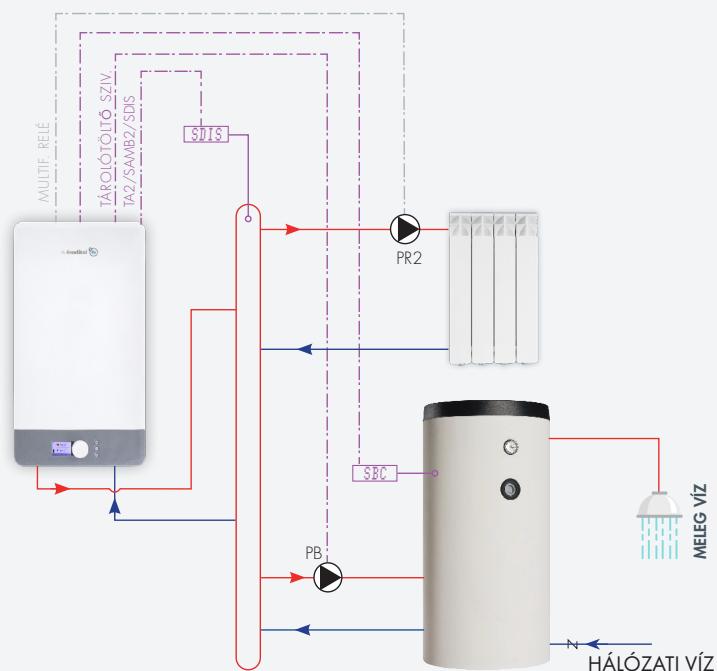 MULTIF. RELÉ
TÁROLÓTÖLTŐ SZIV.
TA2/SAMB2/SDIS
SDIS
PR2
SBC
PB
MELEG VÍZ
HÁLÓZATI VÍZ